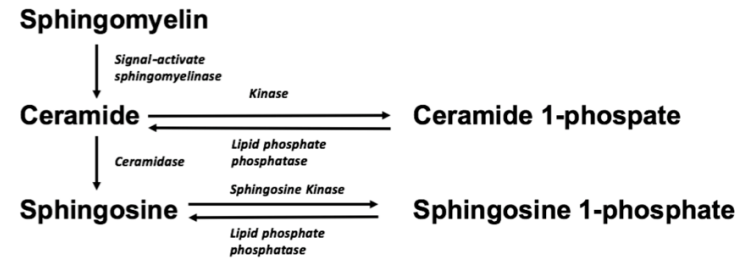 Sphingomyelin
Signal-activate
sphingomyelinase
Kinase
Ceramide
Ceramide 1-phospate
Lipid phosphate
phosphatase
Ceramidase
Sphingosine Kinase
Sphingosine
Sphingosine 1-phosphate
Lipid phosphate
phosphatase